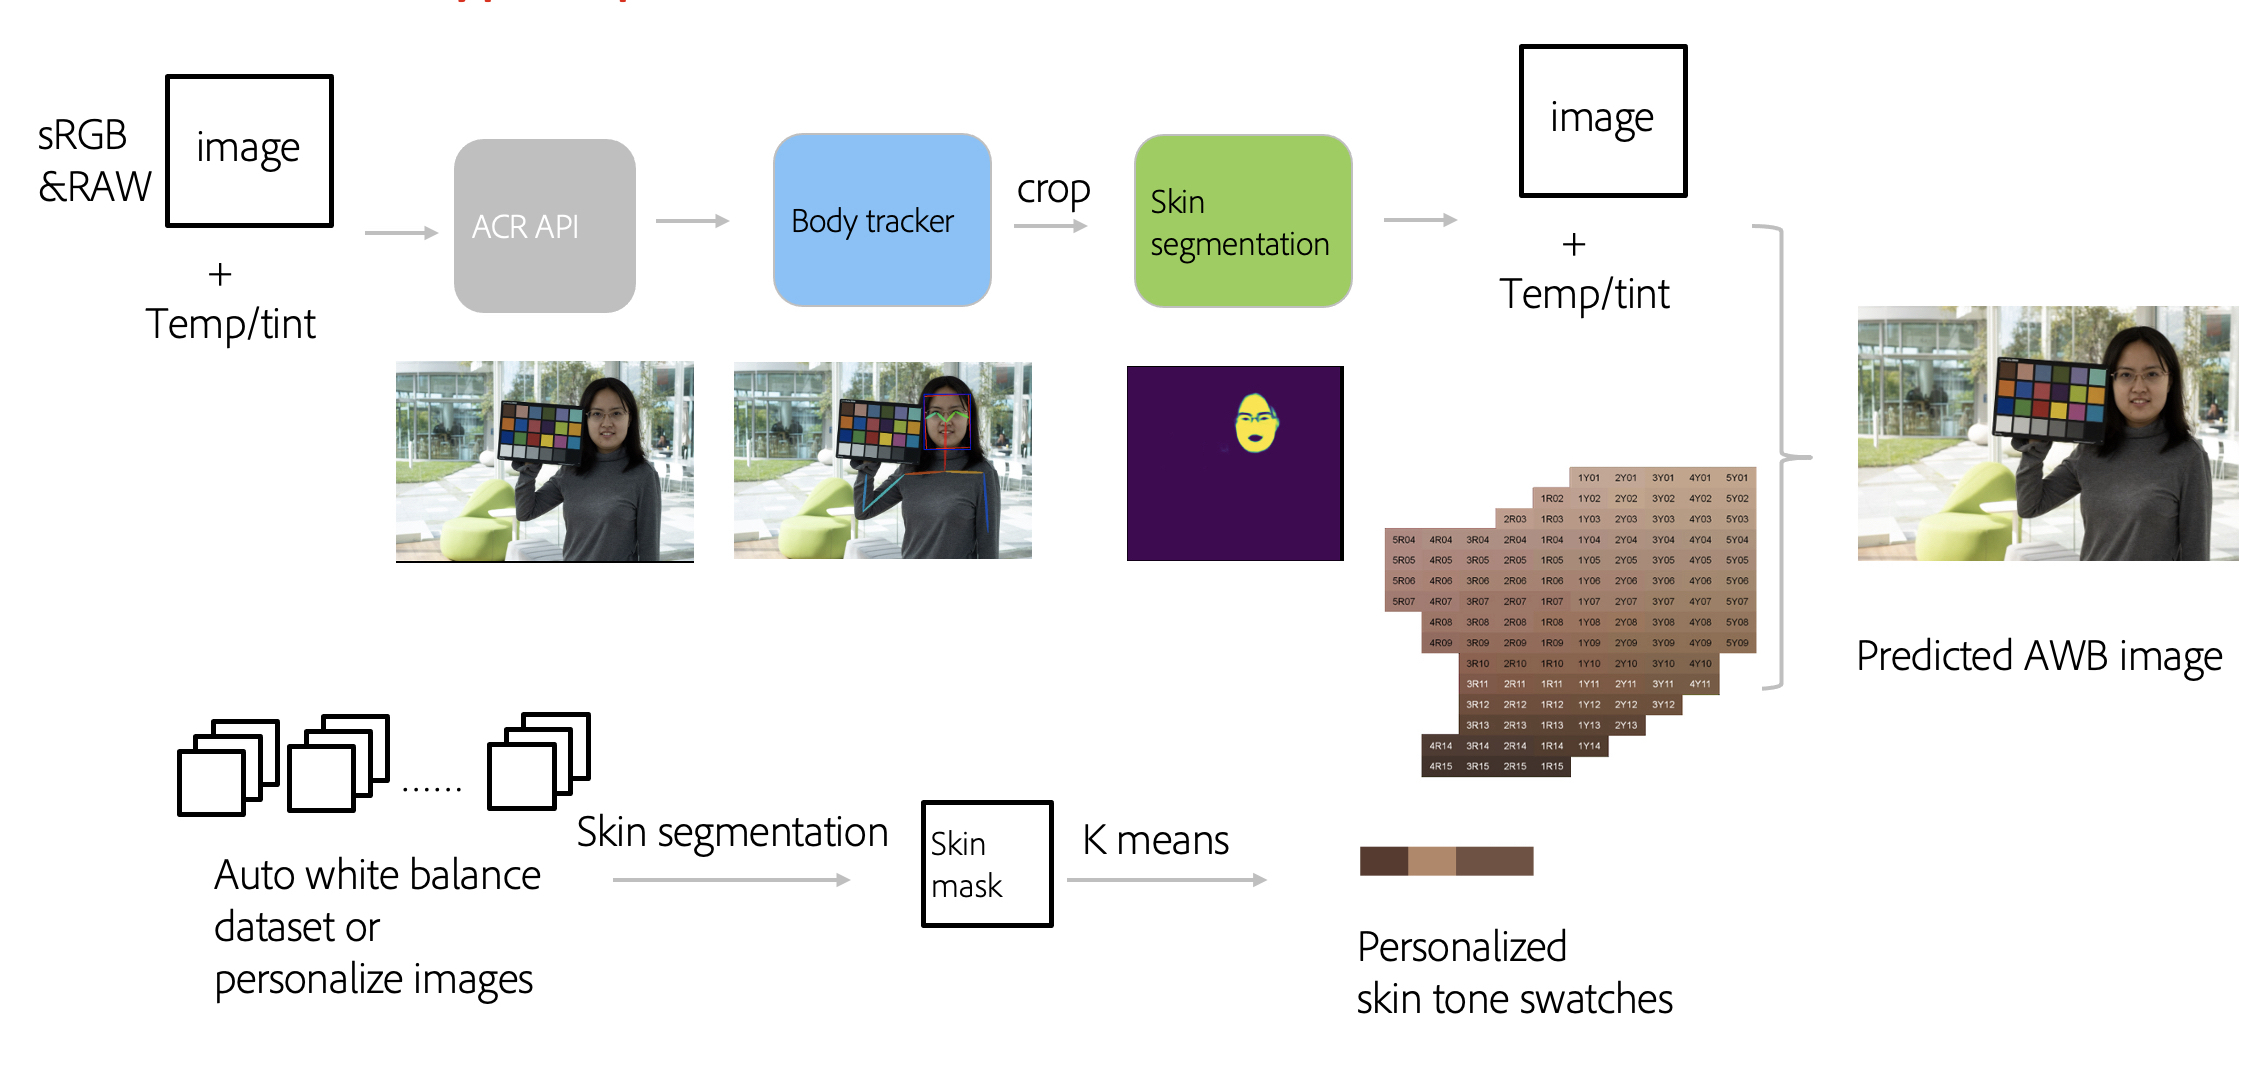 sRGB
&RAW
image
+
Temp/tint
ACR API
Body tracker
crop
Skin
segmentation
image
+
Temp/tint
1Y01 2Y01 3Y01 4Y01 5Y01
1R02 1Y02 2Y02 3Y02 4Y02 5Y02
2R03 1R03 1Y03 2Y03 3Y03 4Y03 5Y03
5R04 4R04 3R04 2R04 1R04 1Y04 2Y04 3Y04 4Y04 5Y04
5R05 4R05 3R05 2R05 1R05 1Y05 2Y05 3Y05 4Y05 5Y05
5R06 4R06 3R06 2R06 1R06 1Y06 2Y06 3Y06 4Y06 5Y06
5R07 4R07 3R07 2R07 1R07 1Y07 2Y07 3Y07 4Y07 5Y07
4R08 3R08 2R08 1R08 1Y08 2Y08 3Y08 4Y08 5Y08
4R09 3R09 2R09 1R09 1Y09 2Y09 3Y09 4Y09 5Y09
3R10 2R10 1R10 1Y10 2Y10 3Y10 4Y10
3R11 2R11 1R11 1Y11 2Y11 3Y11 4Y11
3R12 2R12 1R12 1Y12 2Y12 3Y12
3R13 2R13 1R13 1Y13 2Y13
4R14 3R14 2R14 1R14 1Y14
4R15 3R15 2R15 1R15
Predicted AWB image
......
Auto white balance
dataset or
personalize images
Skin segmentation
Skin
mask
K means
Personalized
skin tone swatches